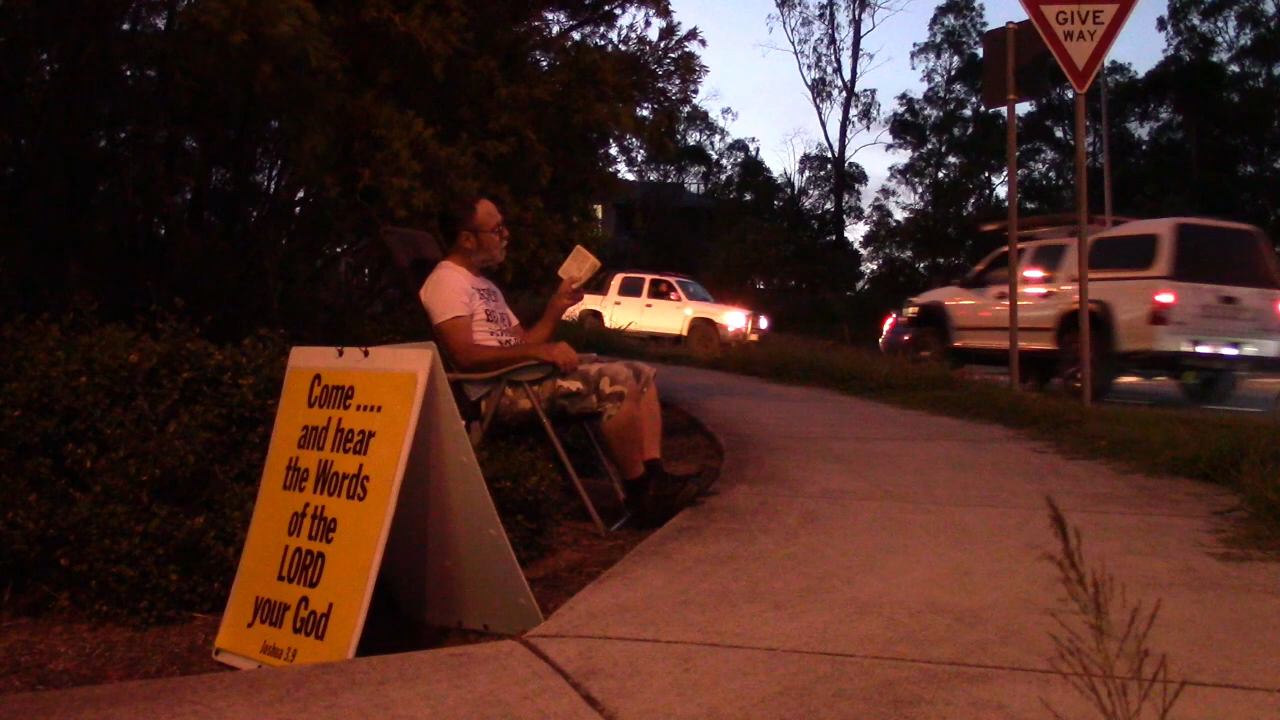 GIVE
WAY
Come....
and hear
the Words
of the
LORD
your God
Joshua 3.9